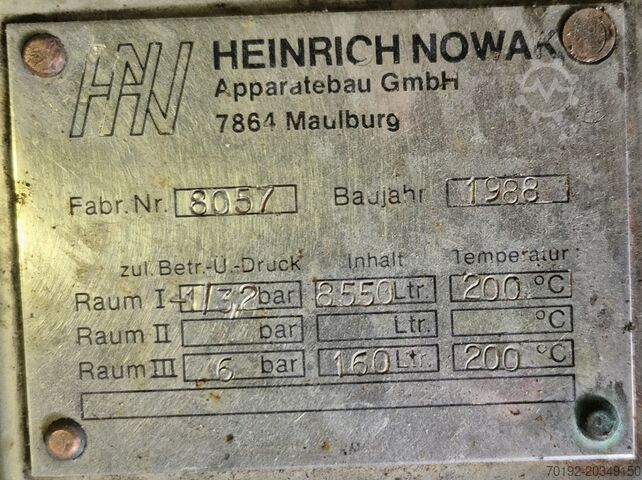 HN HEINRICH NOWAK
Apparatebau GmbH
7864 Maulburg
Fabr. Nr. 8057 Baujahr 1988
zul. Betr.-Ü.-Druck Inhalt Temperatur
Raum I -1/3,2 bar 8.550 Ltr. 200 °C
Raum II bar Ltr. °C
Raum III 6 bar 160 Ltr. 200 °C
70192-20349150